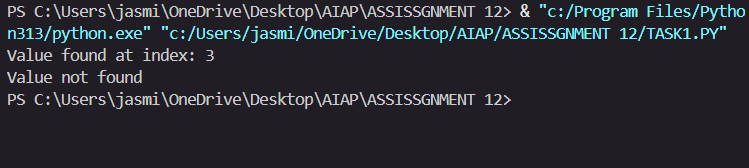 PS C:\Users\jasmi\OneDrive\Desktop\AIAP\ASSISSGNMENT 12> & "c:/Program Files/Pytho
n313/python.exe" "c:/Users/jasmi/OneDrive/Desktop/AIAP/ASSISSGNMENT 12/TASK1.PY"
Value found at index: 3
Value not found
PS C:\Users\jasmi\OneDrive\Desktop\AIAP\ASSISSGNMENT 12>